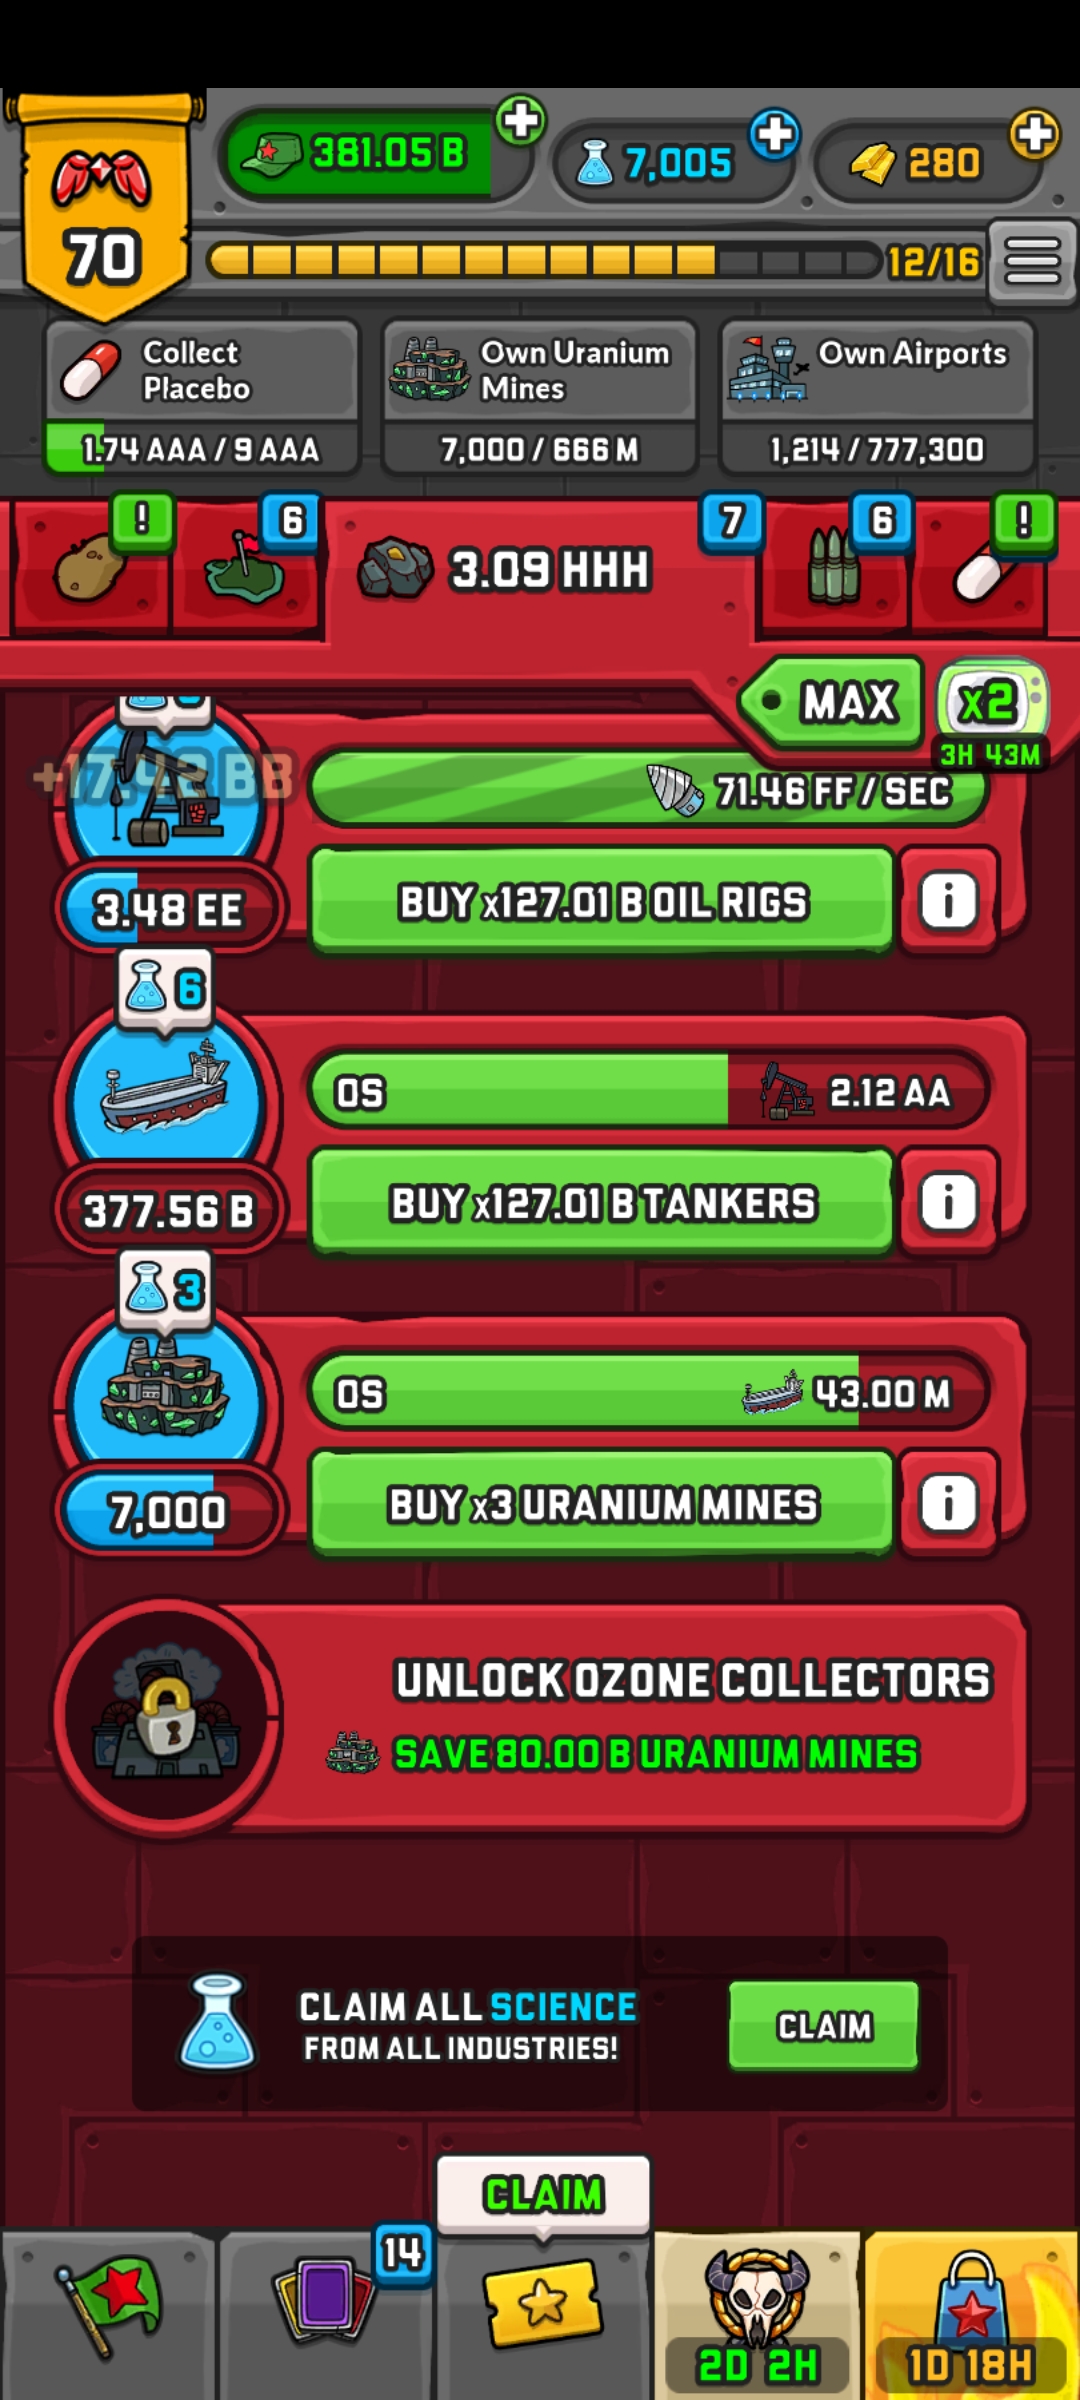 381.05 B
7,005
280
70
12/16
Collect
Placebo
Own Uranium
Mines
Own Airports
1.74 AAA / 9 AAA
7,000 / 666 M
1,214 / 777,300
!
6
3.09 HHH
7
6
!
MAX
x2
3H 43M
+17.42 BB
71.46 FF / SEC
3.48 EE
BUY x127.01 B OIL RIGS
i
6
0S
2.12 AA
377.56 B
BUY x127.01 B TANKERS
i
3
0S
43.00 M
7,000
BUY x3 URANIUM MINES
i
UNLOCK OZONE COLLECTORS
SAVE 80.00 B URANIUM MINES
CLAIM ALL SCIENCE
FROM ALL INDUSTRIES!
CLAIM
CLAIM
14
2D 2H
1D 18H